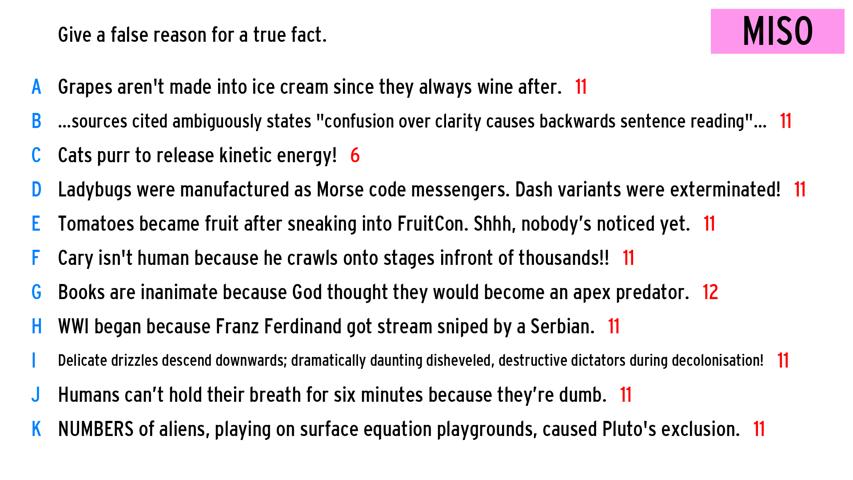 Give a false reason for a true fact.
MISO
A Grapes aren't made into ice cream since they always wine after. 11
B ...sources cited ambiguously states "confusion over clarity causes backwards sentence reading"... 11
C Cats purr to release kinetic energy! 6
D Ladybugs were manufactured as Morse code messengers. Dash variants were exterminated! 11
E Tomatoes became fruit after sneaking into FruitCon. Shhh, nobody’s noticed yet. 11
F Cary isn't human because he crawls onto stages infront of thousands!! 11
G Books are inanimate because God thought they would become an apex predator. 12
H WWI began because Franz Ferdinand got stream sniped by a Serbian. 11
I Delicate drizzles descend downwards; dramatically daunting disheveled, destructive dictators during decolonisation! 11
J Humans can’t hold their breath for six minutes because they’re dumb. 11
K NUMBERS of aliens, playing on surface equation playgrounds, caused Pluto's exclusion. 11